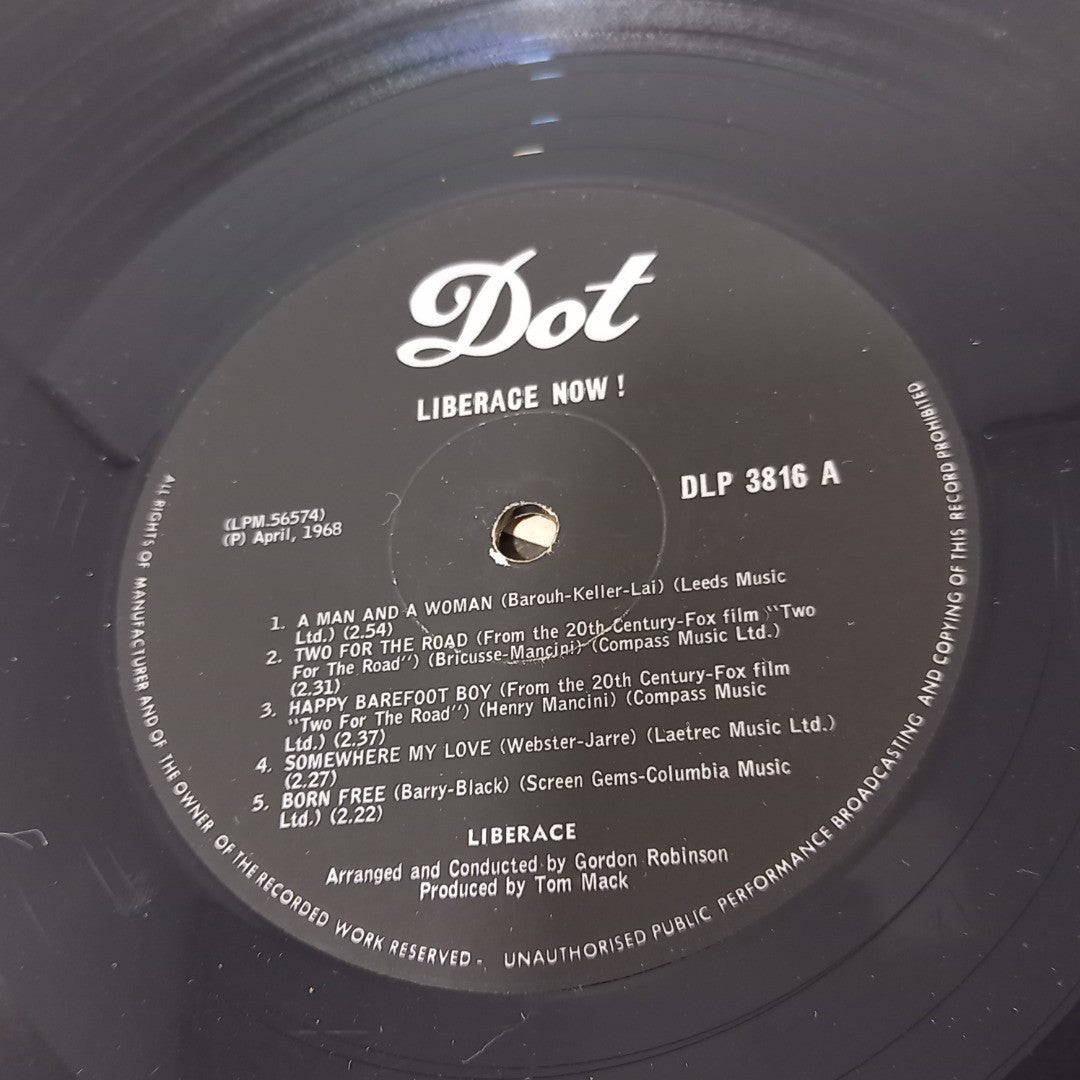 Dot
LIBERACE NOW !
DLP 3816 A
(LPM.56574)
(P) April, 1968
1. A MAN AND A WOMAN (Barouh-Keller-Lai) (Leeds Music
Ltd.) (2.54)
2. TWO FOR THE ROAD (From the 20th Century-Fox film "Two
For The Road") (Bricusse-Mancini) (Compass Music Ltd.)
(2.31)
3. HAPPY BAREFOOT BOY (From the 20th Century-Fox film
"Two For The Road") (Henry Mancini) (Compass Music
Ltd.) (2.37)
4. SOMEWHERE MY LOVE (Webster-Jarre) (Laetrec Music Ltd.)
(2.27)
5. BORN FREE (Barry-Black) (Screen Gems-Columbia Music
Ltd.) (2.22)
LIBERACE
Arranged and Conducted by Gordon Robinson
Produced by Tom Mack
ALL RIGHTS OF MANUFACTURER AND OF THE OWNER OF THE RECORDED WORK RESERVED - UNAUTHORISED PUBLIC PERFORMANCE BROADCASTING AND COPYING OF THIS RECORD PROHIBITED